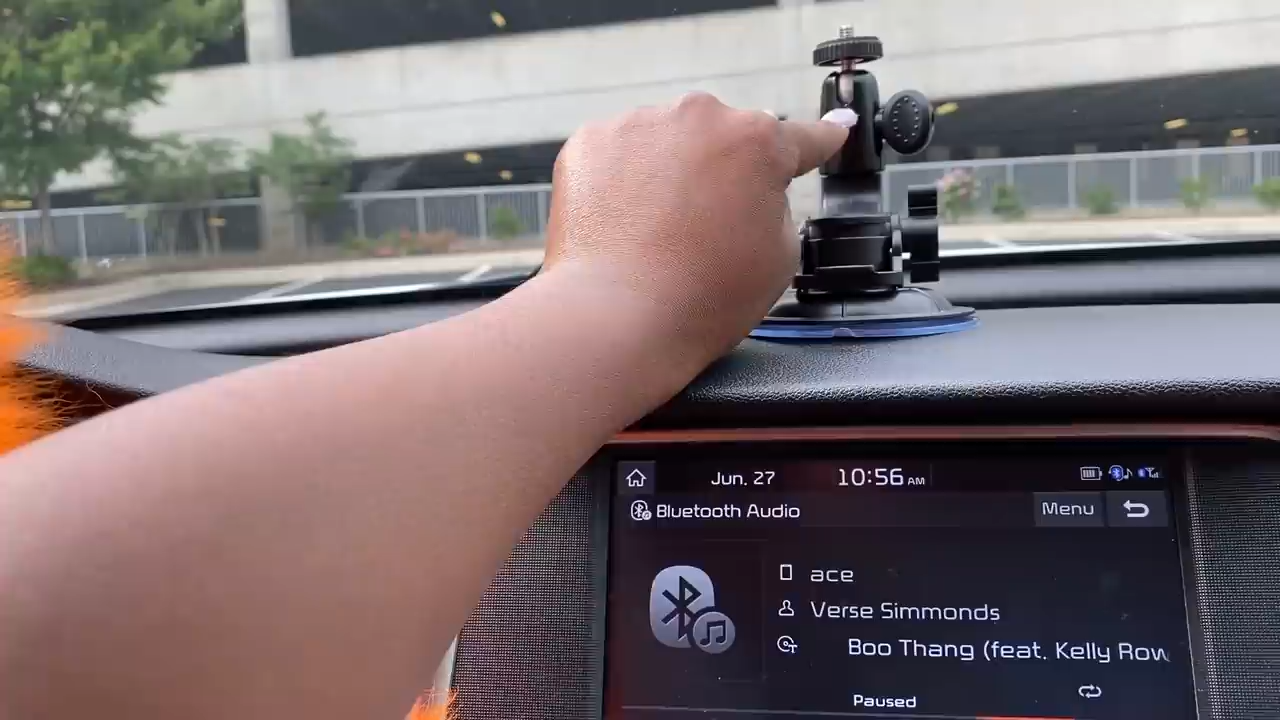 Jun. 27 10:56 AM
Bluetooth Audio Menu
ace
Verse Simmonds
Boo Thang (feat. Kelly Row
Paused